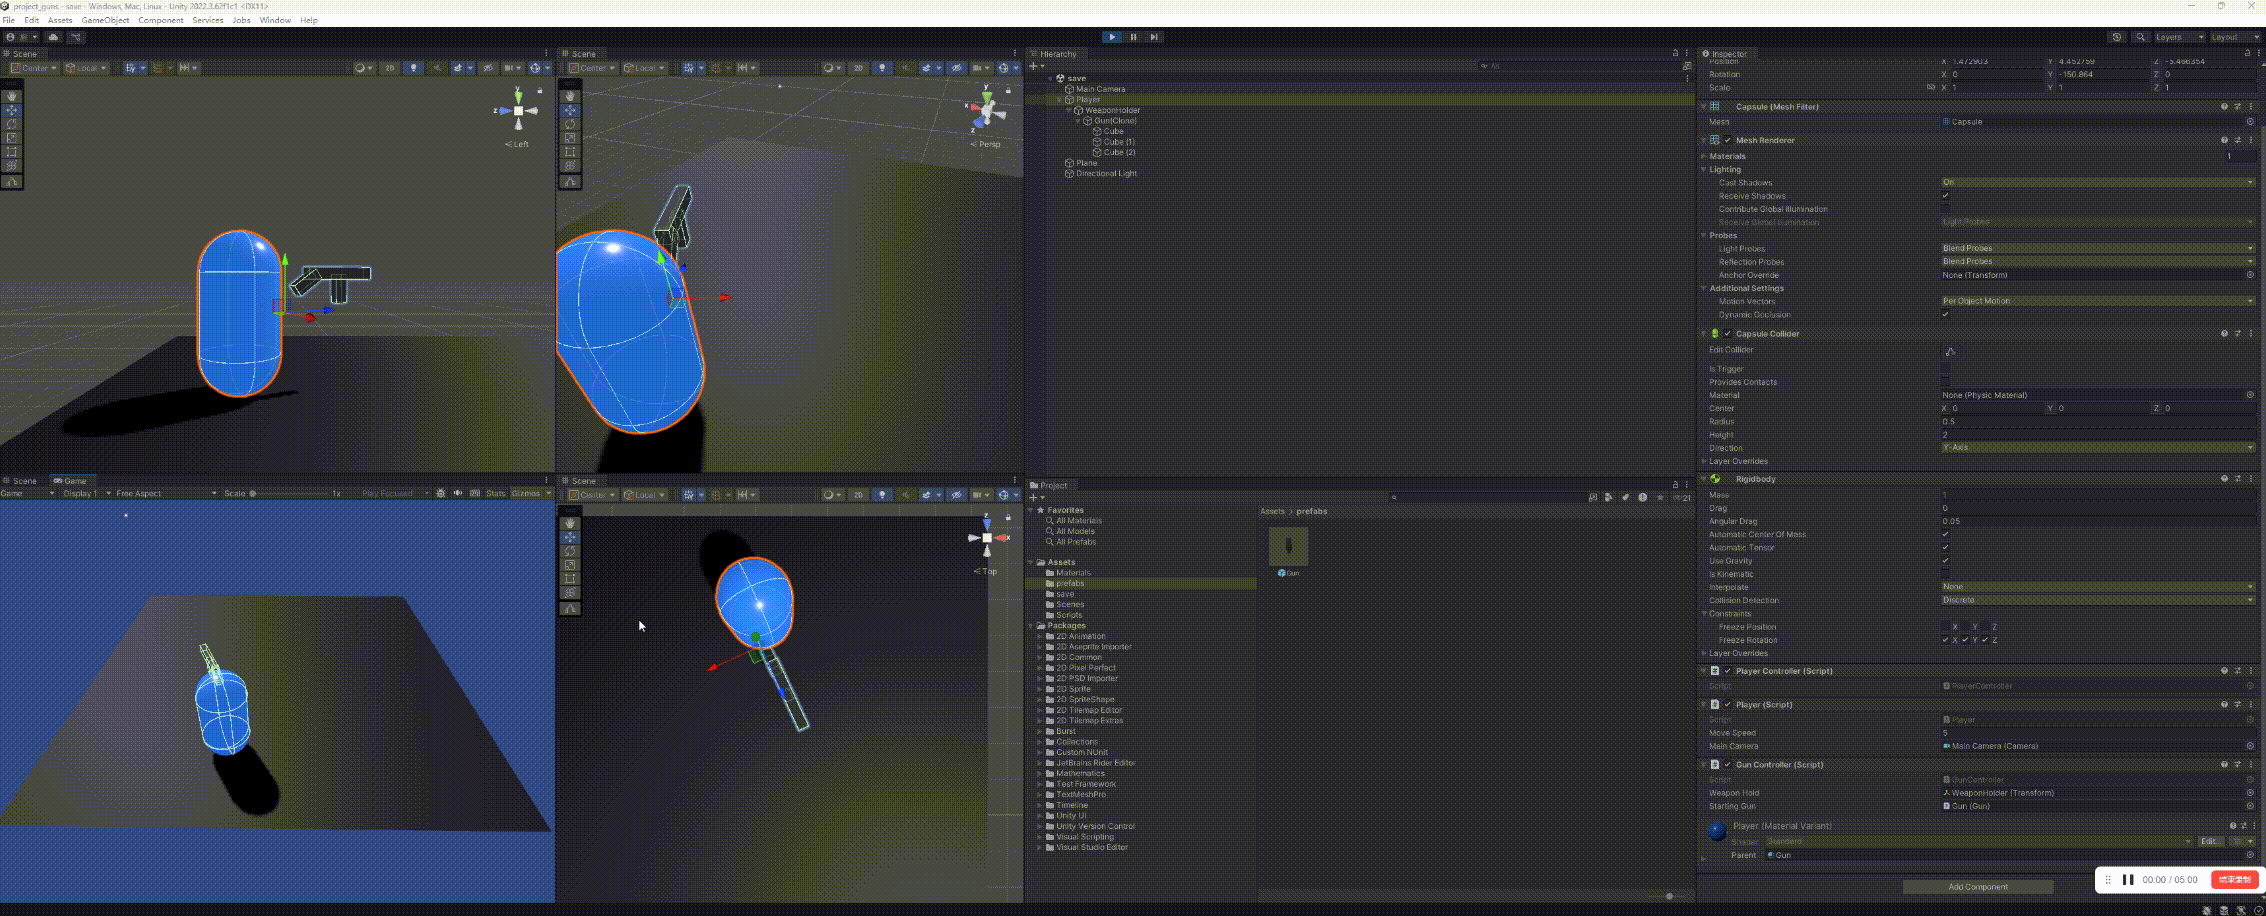 project_guns - save - Windows, Mac, Linux - Unity 2022.3.62f1c1 <DX11>
File Edit Assets GameObject Component Services Jobs Window Help
Layers Layout
Scene
Center Local 2D
Left
Scene
Center Local 2D
Persp
Scene Game
Game Display 1 Free Aspect Scale 1x Play Focused Stats Gizmos
Scene
Center Local 2D
Top
Hierarchy
All
save
Main Camera
Player
WeaponHolder
Gun(Clone)
Cube
Cube (1)
Cube (2)
Plane
Directional Light
Project
21
Favorites
All Materials
All Models
All Prefabs
Assets
Materials
prefabs
save
Scenes
Scripts
Packages
2D Animation
2D Aseprite Importer
2D Common
2D Pixel Perfect
2D PSD Importer
2D Sprite
2D SpriteShape
2D Tilemap Editor
2D Tilemap Extras
Burst
Collections
Custom NUnit
JetBrains Rider Editor
Mathematics
Test Framework
TextMeshPro
Timeline
Unity UI
Unity Version Control
Visual Scripting
Visual Studio Editor
Assets > prefabs
Gun
Inspector
Position X 1.472903 Y 4.452759 Z -5.466354
Rotation X 0 Y -150.864 Z 0
Scale X 1 Y 1 Z 1
Capsule (Mesh Filter)
Mesh Capsule
Mesh Renderer
Materials 1
Lighting
Cast Shadows On
Receive Shadows
Contribute Global Illumination
Receive Global Illumination Light Probes
Probes
Light Probes Blend Probes
Reflection Probes Blend Probes
Anchor Override None (Transform)
Additional Settings
Motion Vectors Per Object Motion
Dynamic Occlusion
Capsule Collider
Edit Collider
Is Trigger
Provides Contacts
Material None (Physic Material)
Center X 0 Y 0 Z 0
Radius 0.5
Height 2
Direction Y-Axis
Layer Overrides
Rigidbody
Mass 1
Drag 0
Angular Drag 0.05
Automatic Center Of Mass
Automatic Tensor
Use Gravity
Is Kinematic
Interpolate None
Collision Detection Discrete
Constraints
Freeze Position X Y Z
Freeze Rotation X Y Z
Layer Overrides
Player Controller (Script)
Script PlayerController
Player (Script)
Script Player
Move Speed 5
Main Camera Main Camera (Camera)
Gun Controller (Script)
Script GunController
Weapon Hold WeaponHolder (Transform)
Starting Gun Gun (Gun)
Player (Material Variant)
Shader Standard Edit...
Parent Gun
Add Component
00:00 / 05:00 结束录制